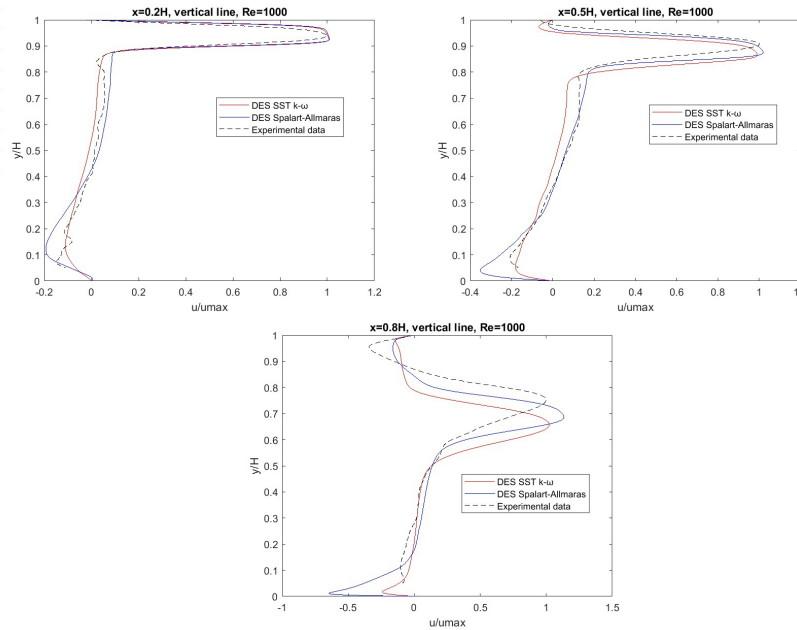 x=0.2H, vertical line, Re=1000
1
0.9
0.8
0.7
0.6
0.5
0.4
0.3
0.2
0.1
0
y/H
DES SST k-ω
DES Spalart-Allmaras
Experimental data
-0.2 0 0.2 0.4 0.6 0.8 1 1.2
u/umax
x=0.5H, vertical line, Re=1000
1
0.9
0.8
0.7
0.6
0.5
0.4
0.3
0.2
0.1
0
y/H
DES SST k-ω
DES Spalart-Allmaras
Experimental data
-0.4 -0.2 0 0.2 0.4 0.6 0.8 1
u/umax
x=0.8H, vertical line, Re=1000
1
0.9
0.8
0.7
0.6
0.5
0.4
0.3
0.2
0.1
0
y/H
DES SST k-ω
DES Spalart-Allmaras
Experimental data
-1 -0.5 0 0.5 1 1.5
u/umax